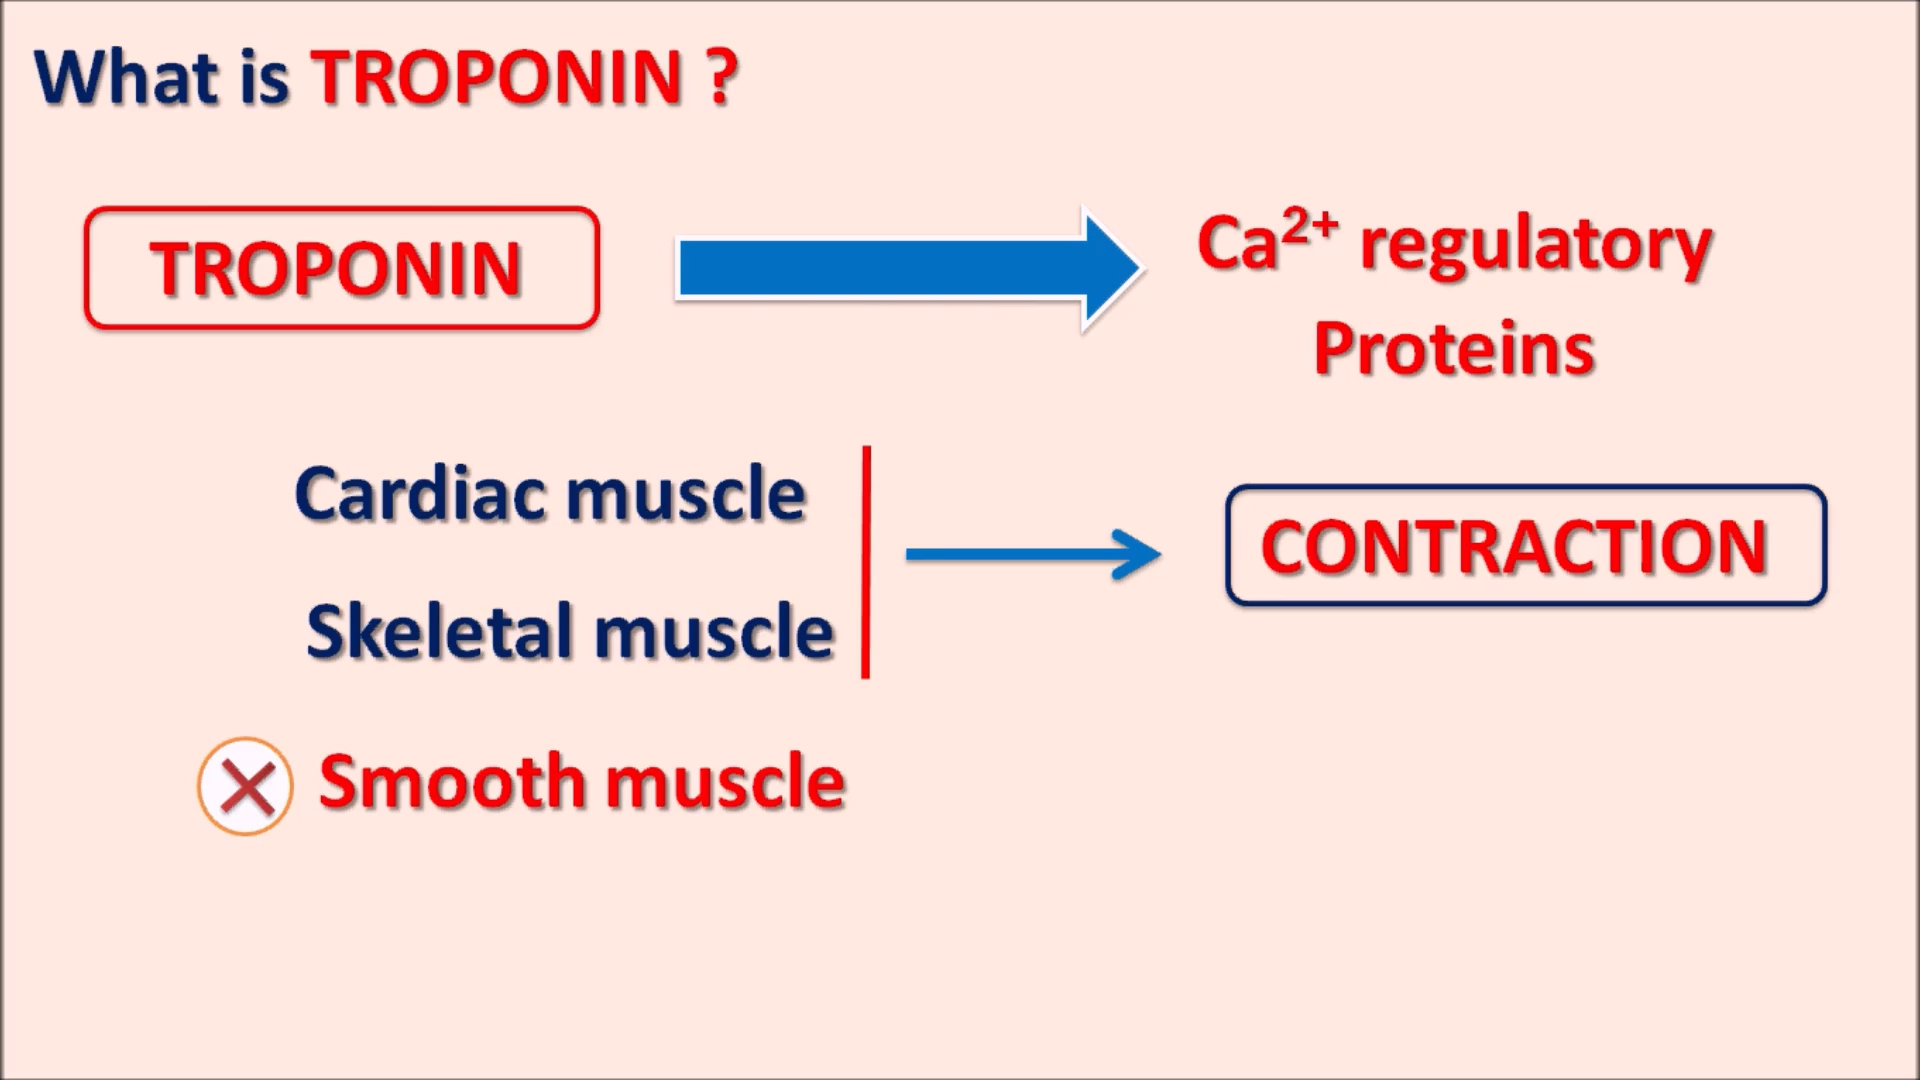 What is TROPONIN ?
TROPONIN
Ca²⁺ regulatory
Proteins
Cardiac muscle
Skeletal muscle
CONTRACTION
Smooth muscle